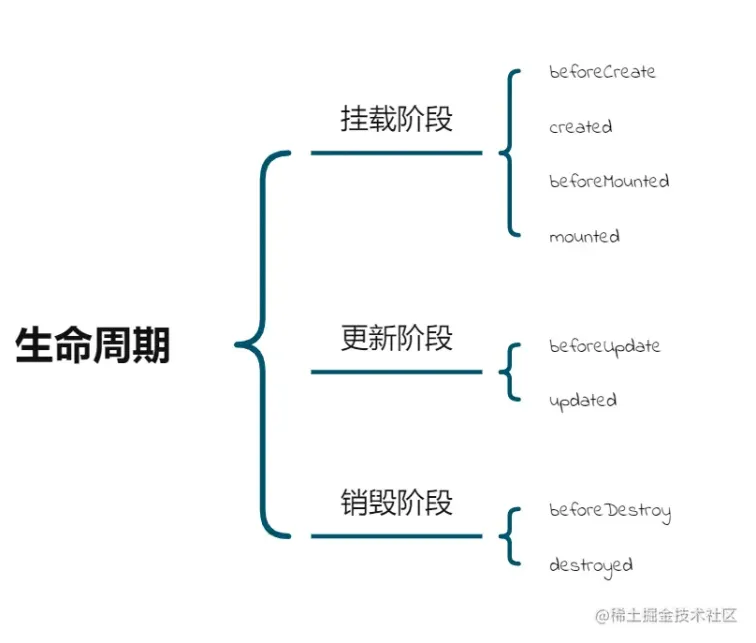 生命周期
挂载阶段
beforeCreate
created
beforeMounted
mounted
更新阶段
beforeUpdate
updated
销毁阶段
beforeDestroy
destroyed
@稀土掘金技术社区